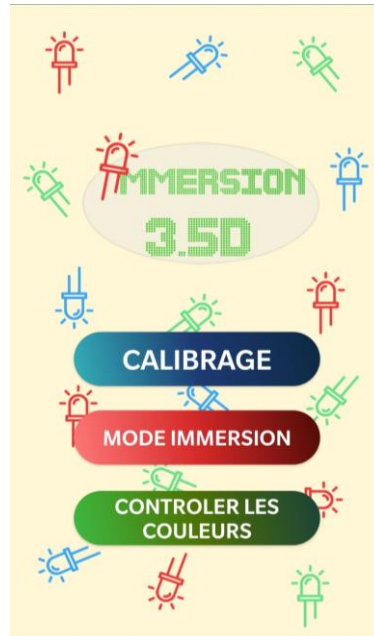 IMMERSION
3.5D
CALIBRAGE
MODE IMMERSION
CONTROLER LES
COULEURS